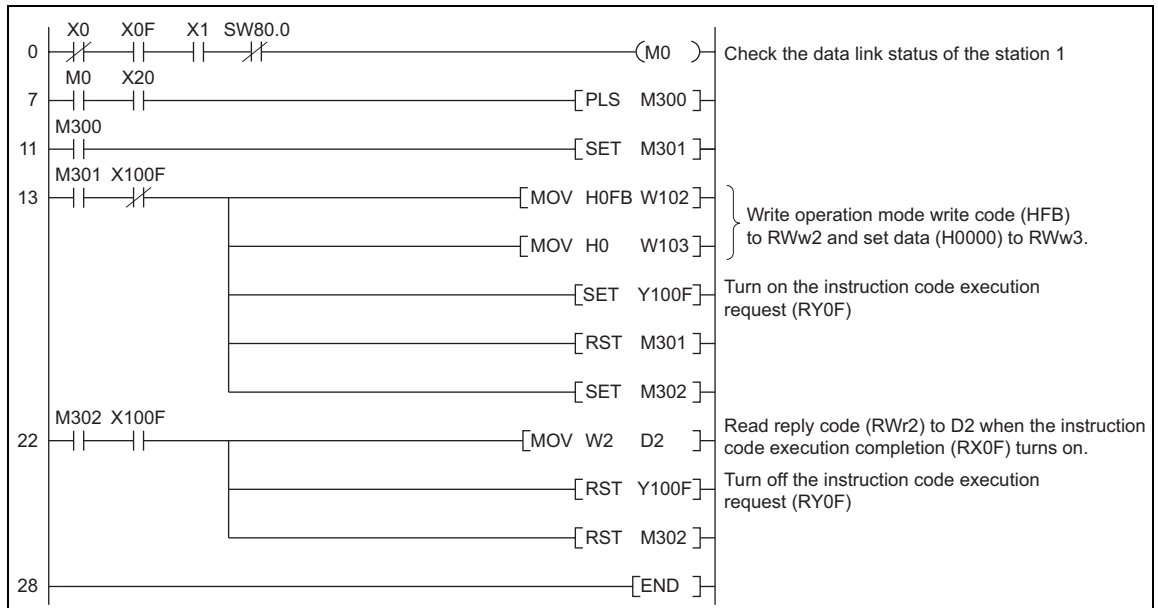 X0 X0F X1 SW80.0
0 (M0 ) Check the data link status of the station 1
M0 X20
7 [PLS M300]
M300
11 [SET M301]
M301 X100F
13 [MOV H0FB W102]
Write operation mode write code (HFB)
to RWw2 and set data (H0000) to RWw3.
[MOV H0 W103]
[SET Y100F] Turn on the instruction code execution
request (RY0F)
[RST M301]
[SET M302]
M302 X100F
22 [MOV W2 D2 ] Read reply code (RWr2) to D2 when the instruction
code execution completion (RX0F) turns on.
[RST Y100F] Turn off the instruction code execution
request (RY0F)
[RST M302]
28 [END ]